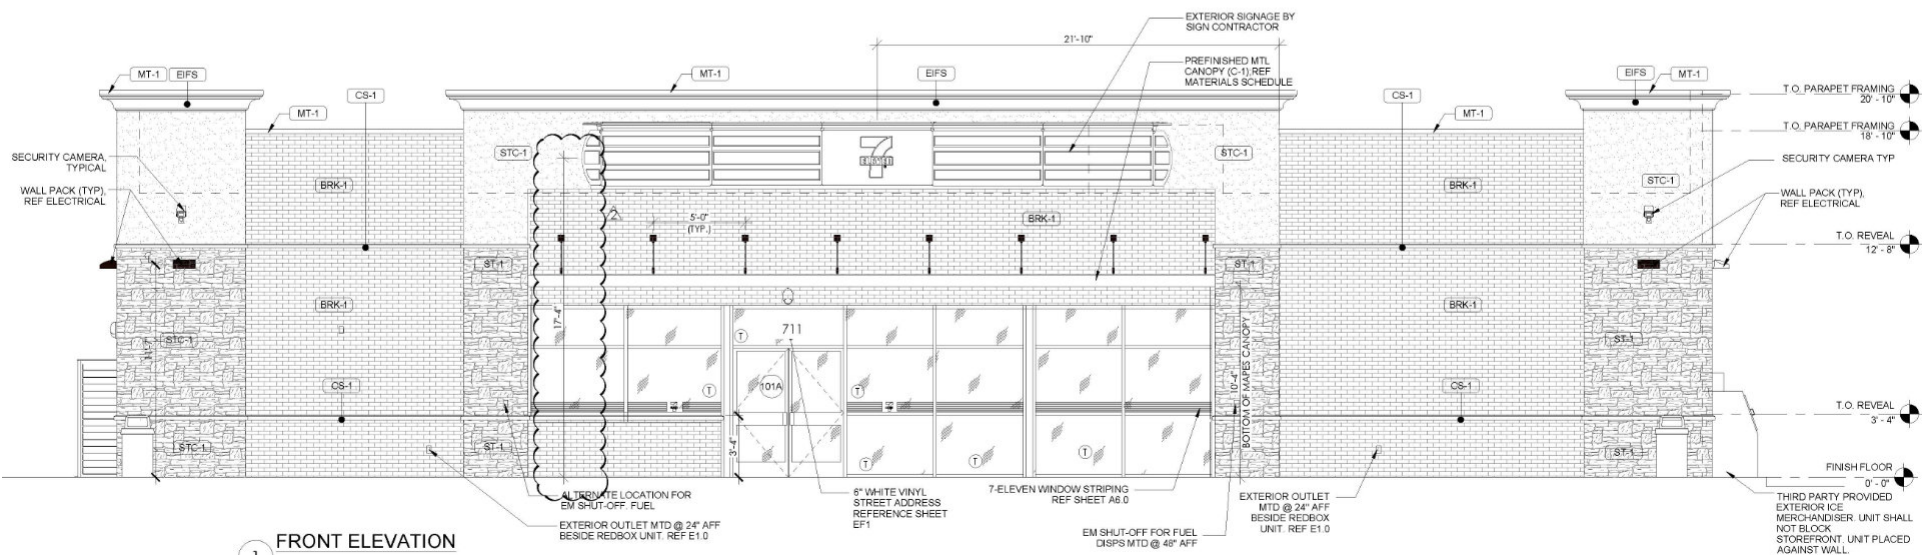 EXTERIOR SIGNAGE BY
SIGN CONTRACTOR
21'-10"
PREFINISHED MTL
CANOPY (C-1);REF
MATERIALS SCHEDULE
MT-1
EIFS
MT-1
EIFS
EIFS
MT-1
CS-1
CS-1
MT-1
MT-1
T.O. PARAPET FRAMING
20' - 10"
T.O. PARAPET FRAMING
18' - 10"
SECURITY CAMERA,
TYPICAL
WALL PACK (TYP),
REF ELECTRICAL
STC-1
7
STC-1
SECURITY CAMERA TYP
STC-1
WALL PACK (TYP),
REF ELECTRICAL
BRK-1
BRK-1
2
5'-0"
(TYP.)
BRK-1
T.O. REVEAL
12' - 8"
ST-1
ST-1
BRK-1
BRK-1
17'-4"
711
STC-1
11'-7"
ST-1
T
T
101A
T
T
CS-1
CS-1
10'-4"
BOTTOM OF MAPES CANOPY
T.O. REVEAL
3' - 4"
STC-1
ST-1
3'-4"
T
T
T
ST-1
FINISH FLOOR
0' - 0"
ALTERNATE LOCATION FOR
EM SHUT-OFF. FUEL
EXTERIOR OUTLET MTD @ 24" AFF
BESIDE REDBOX UNIT. REF E1.0
6" WHITE VINYL
STREET ADDRESS
REFERENCE SHEET
EF1
7-ELEVEN WINDOW STRIPING
REF SHEET A6.0
EM SHUT-OFF FOR FUEL
DISPS MTD @ 48" AFF
EXTERIOR OUTLET
MTD @ 24" AFF
BESIDE REDBOX
UNIT. REF E1.0
THIRD PARTY PROVIDED
EXTERIOR ICE
MERCHANDISER. UNIT SHALL
NOT BLOCK
STOREFRONT. UNIT PLACED
AGAINST WALL.
1
FRONT ELEVATION